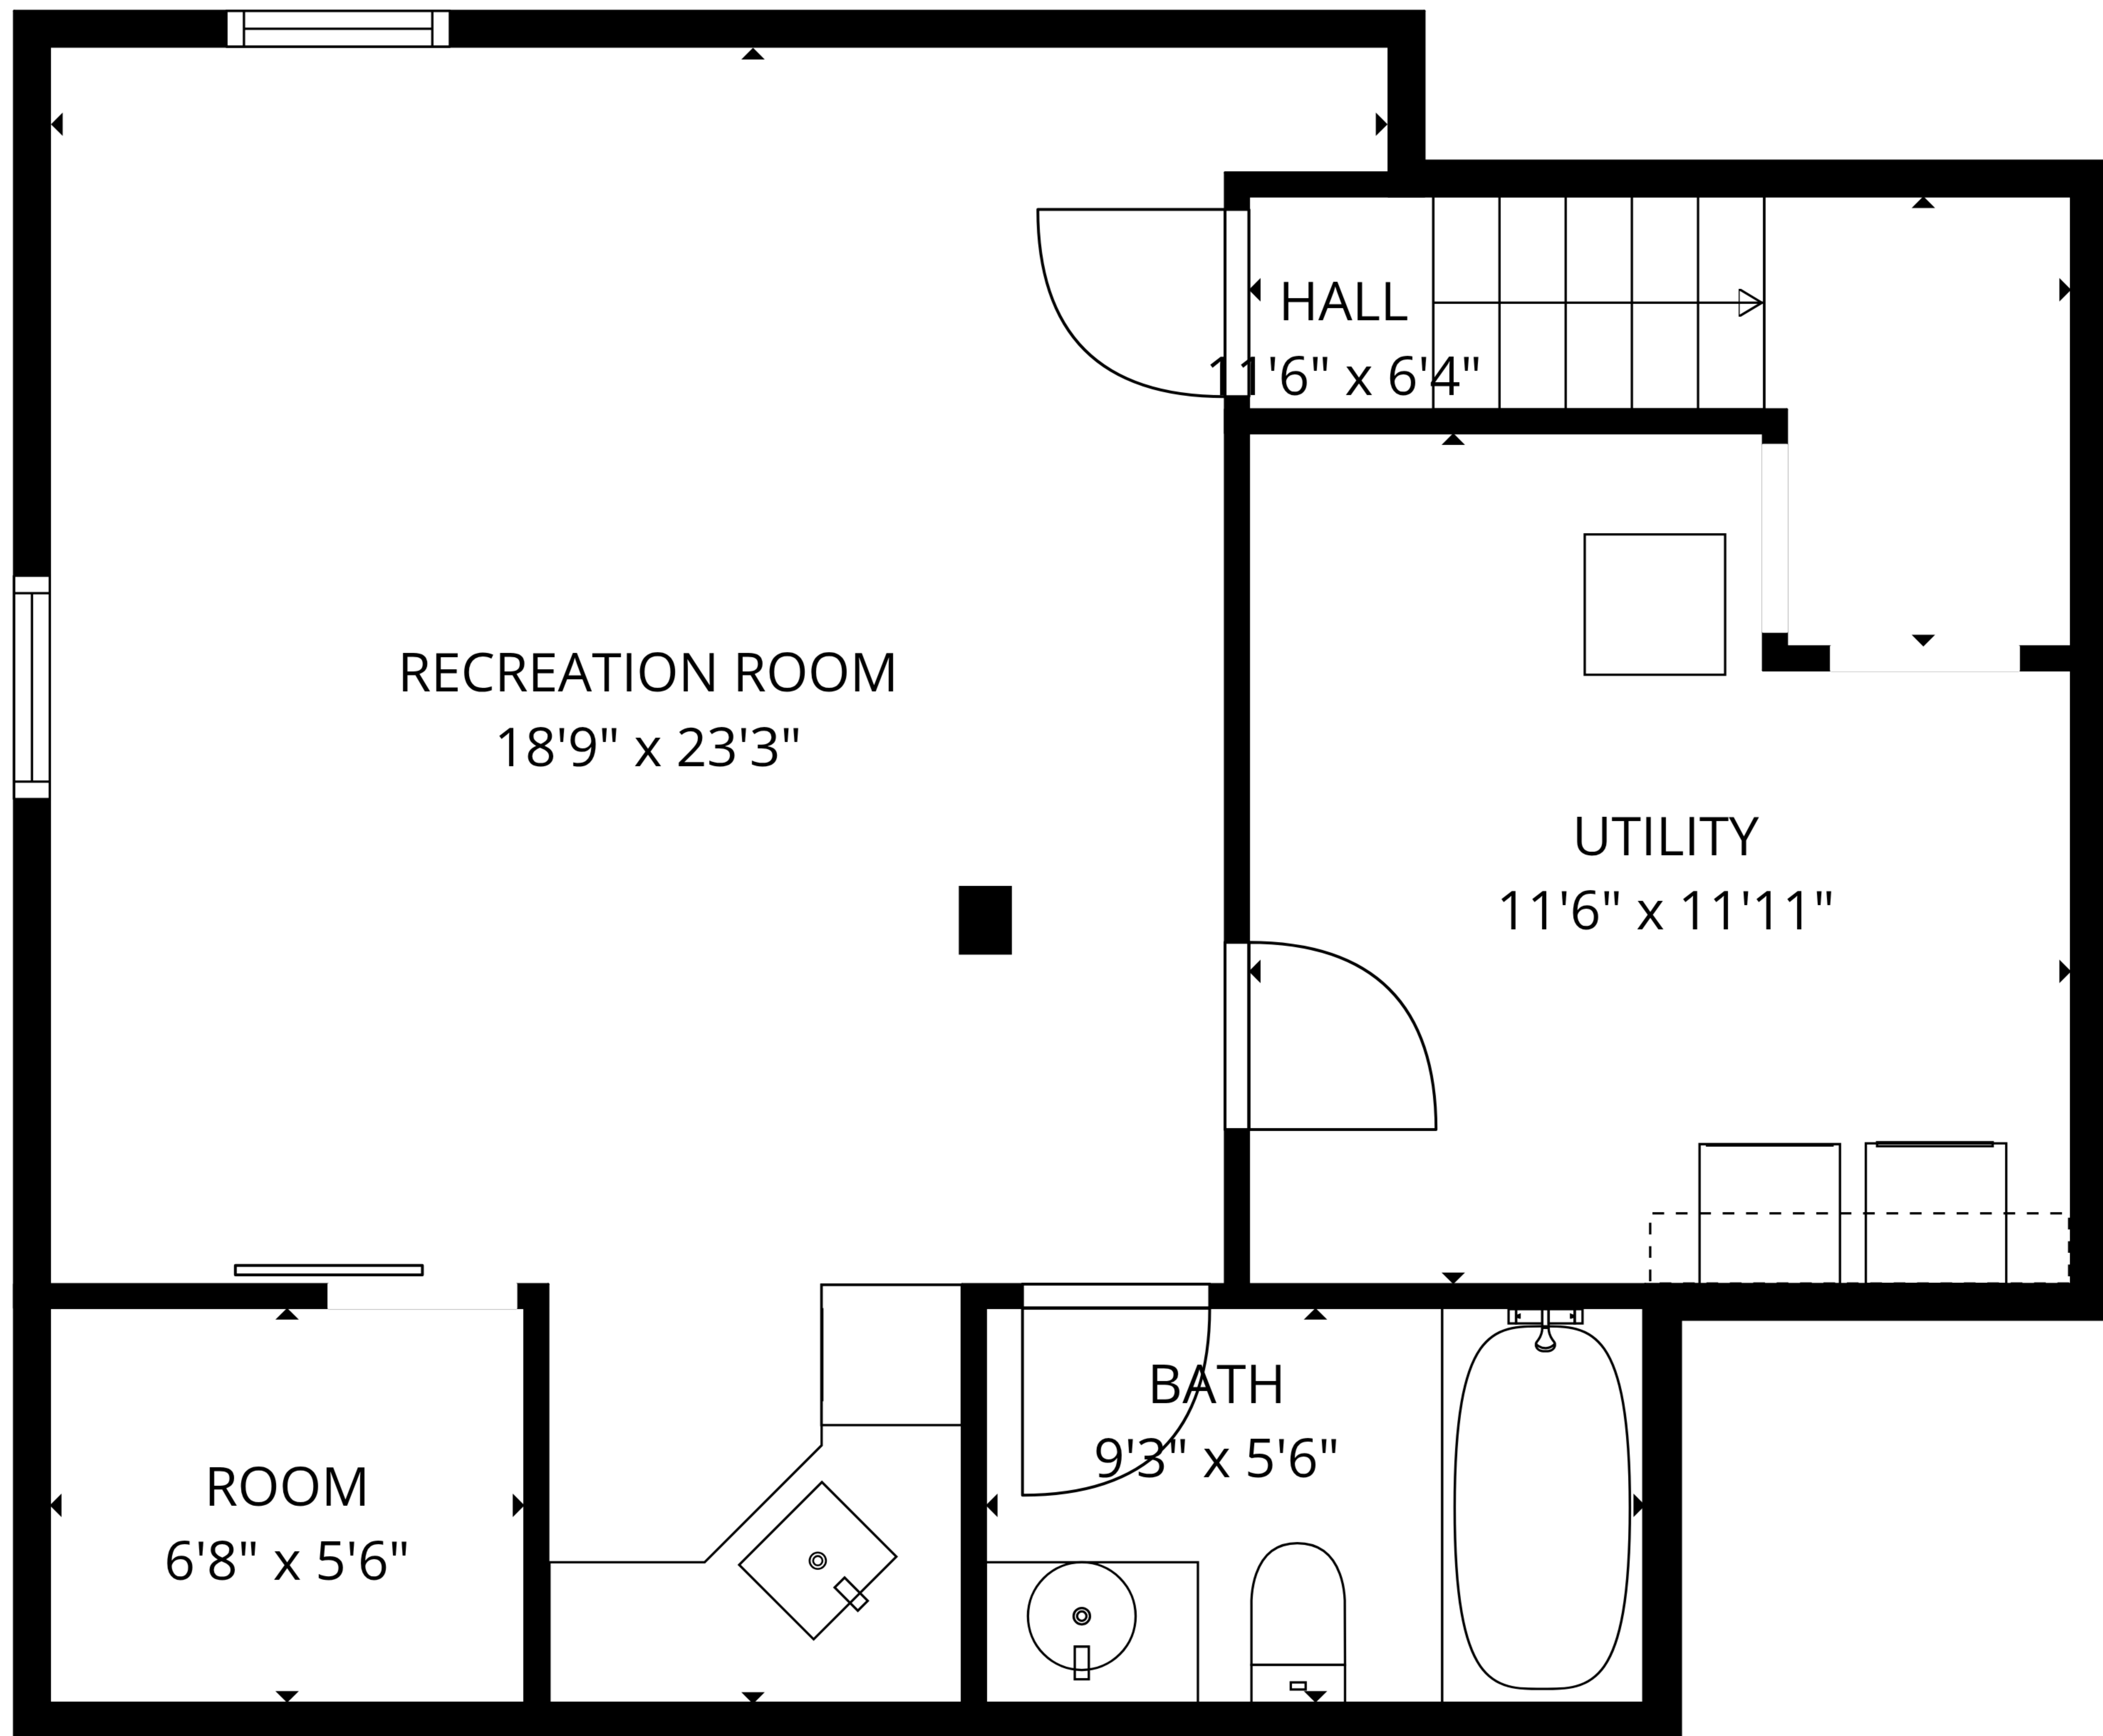 HALL
11'6" x 6'4"
RECREATION ROOM
18'9" x 23'3"
UTILITY
11'6" x 11'11"
BATH
9'3" x 5'6"
ROOM
6'8" x 5'6"